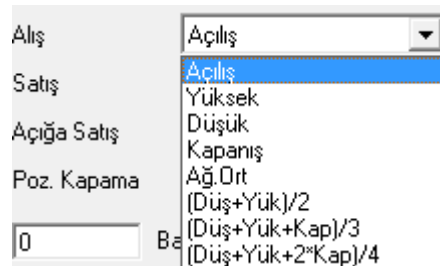 Alış Açılış
Açılış
Satış
Yüksek
Düşük
Açığa Satış
Kapanış
Poz. Kapama
Ağ.Ort
(Düş+Yük)/2
(Düş+Yük+Kap)/3
0
(Düş+Yük+2*Kap)/4